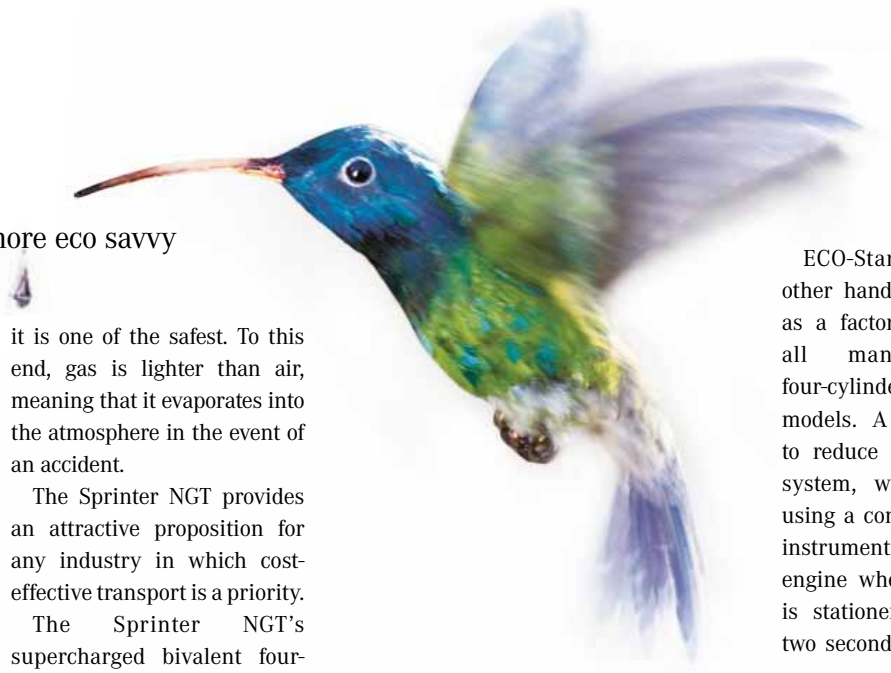 more eco savvy
it is one of the safest. To this
end, gas is lighter than air,
meaning that it evaporates into
the atmosphere in the event of
an accident.
The Sprinter NGT provides
an attractive proposition for
any industry in which cost-
effective transport is a priority.
The Sprinter NGT's
supercharged bivalent four-
ECO-Star
other hand
as a factor
all man
four-cylinde
models. A
to reduce
system, w
using a con
instrument
engine whe
is statione
two second